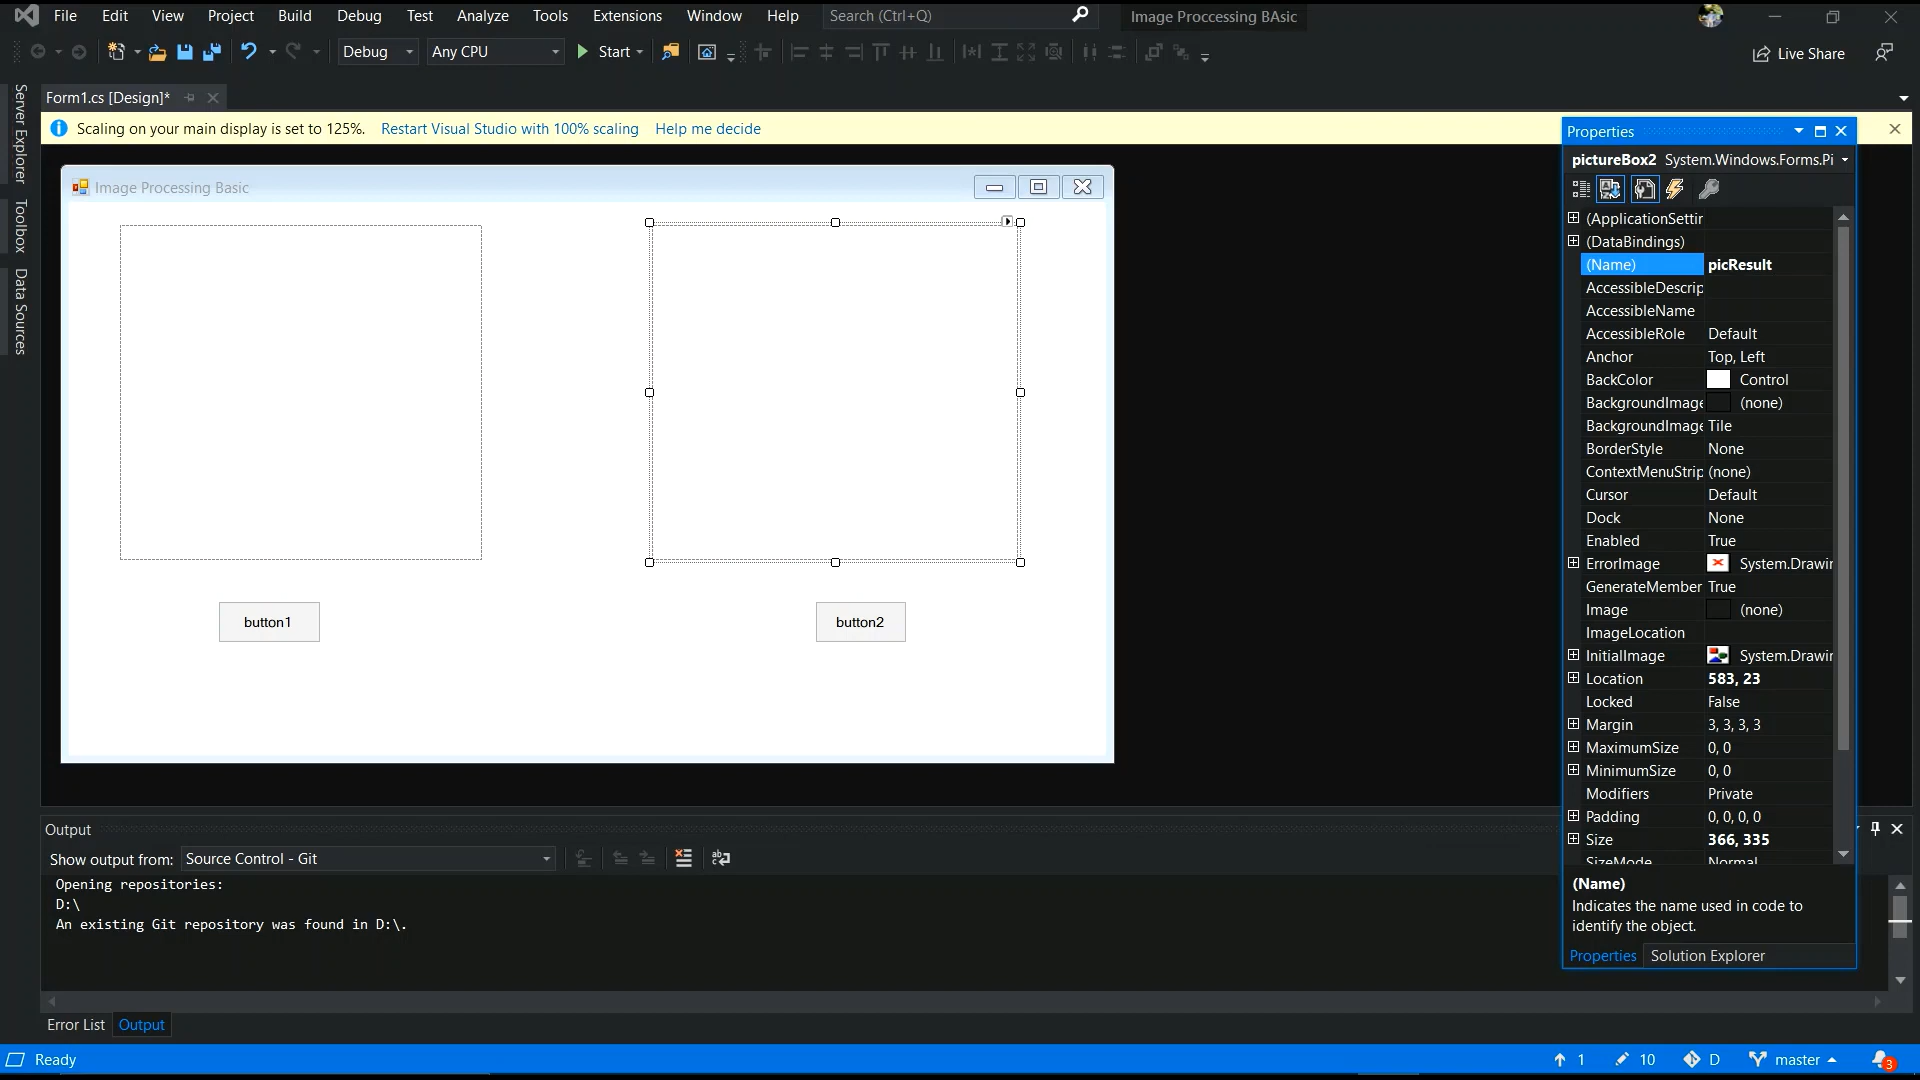 File Edit View Project Build Debug Test Analyze Tools Extensions Window Help Search (Ctrl+Q) Image Proccessing BAsic
Debug Any CPU Start Live Share
Server Explorer
Toolbox
Data Sources
Form1.cs [Design]*
Scaling on your main display is set to 125%. Restart Visual Studio with 100% scaling Help me decide
Image Processing Basic
button1 button2
Properties
pictureBox2 System.Windows.Forms.Pi
(ApplicationSettir
(DataBindings)
(Name) picResult
AccessibleDescrip
AccessibleName
AccessibleRole Default
Anchor Top, Left
BackColor Control
BackgroundImage (none)
BackgroundImage Tile
BorderStyle None
ContextMenuStrip (none)
Cursor Default
Dock None
Enabled True
ErrorImage System.Drawir
GenerateMember True
Image (none)
ImageLocation
InitialImage System.Drawir
Location 583, 23
Locked False
Margin 3, 3, 3, 3
MaximumSize 0, 0
MinimumSize 0, 0
Modifiers Private
Padding 0, 0, 0, 0
Size 366, 335
SizeMode Normal
(Name)
Indicates the name used in code to
identify the object.
Properties Solution Explorer
Output
Show output from: Source Control - Git
Opening repositories:
D:\
An existing Git repository was found in D:\.
Error List Output
Ready 1 10 D master 3